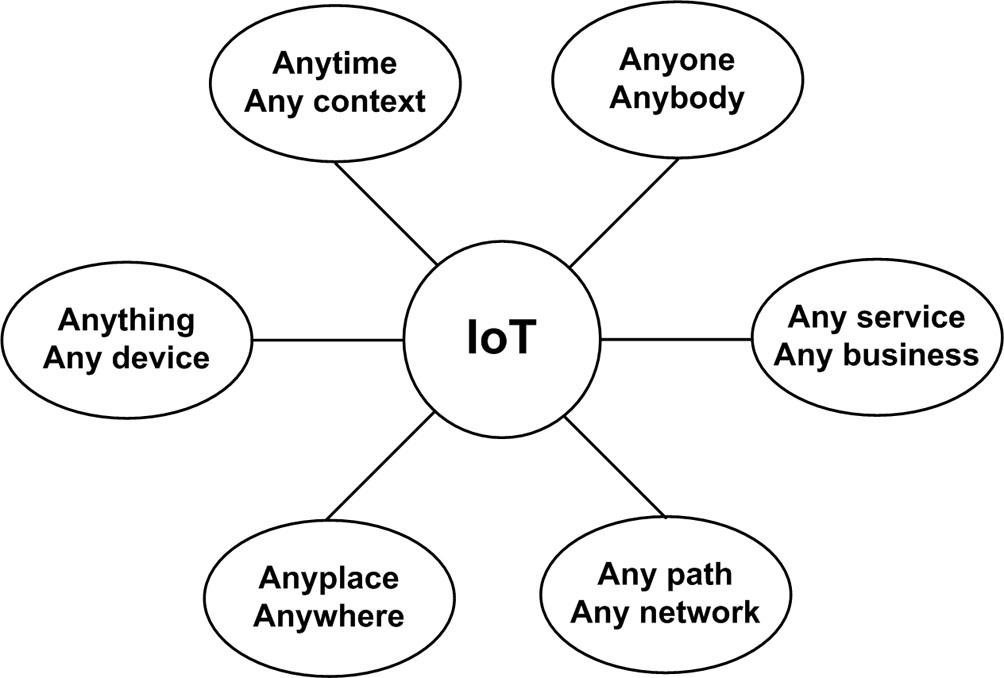 Anytime
Any context
Anyone
Anybody
Anything
Any device
IoT
Any service
Any business
Anyplace
Anywhere
Any path
Any network